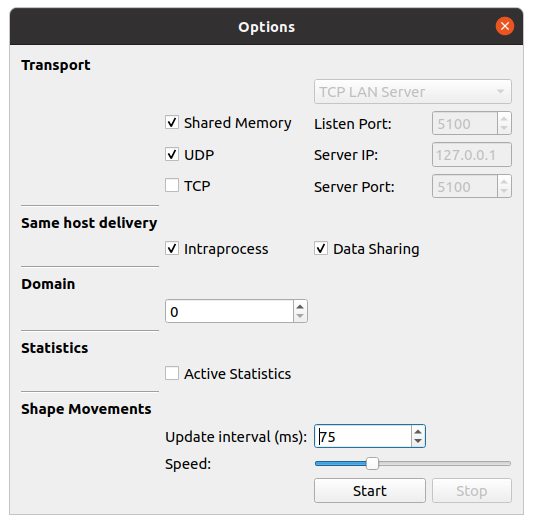 Options
Transport
TCP LAN Server
Shared Memory Listen Port: 5100
UDP Server IP: 127.0.0.1
TCP Server Port: 5100
Same host delivery
Intraprocess Data Sharing
Domain
0
Statistics
Active Statistics
Shape Movements
Update interval (ms): 75
Speed:
Start Stop